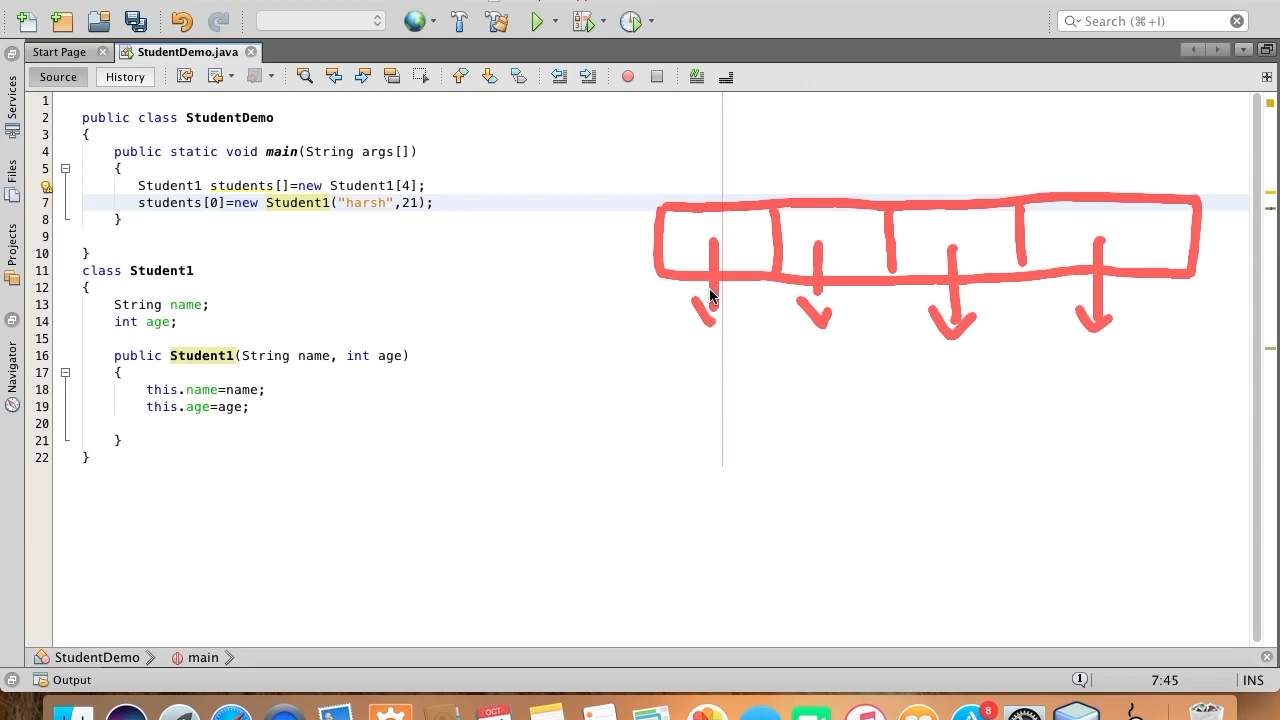 Search (⌘+I)
Start Page
StudentDemo.java
Source
History
Services
Files
Projects
Navigator
1
2 public class StudentDemo
3 {
4 public static void main(String args[])
5 {
Student1 students[]=new Student1[4];
7 students[0]=new Student1("harsh",21);
8 }
9
10 }
11 class Student1
12 {
13 String name;
14 int age;
15
16 public Student1(String name, int age)
17 {
18 this.name=name;
19 this.age=age;
20
21 }
22 }
StudentDemo
main
Output
1
7:45
INS
OCT
8